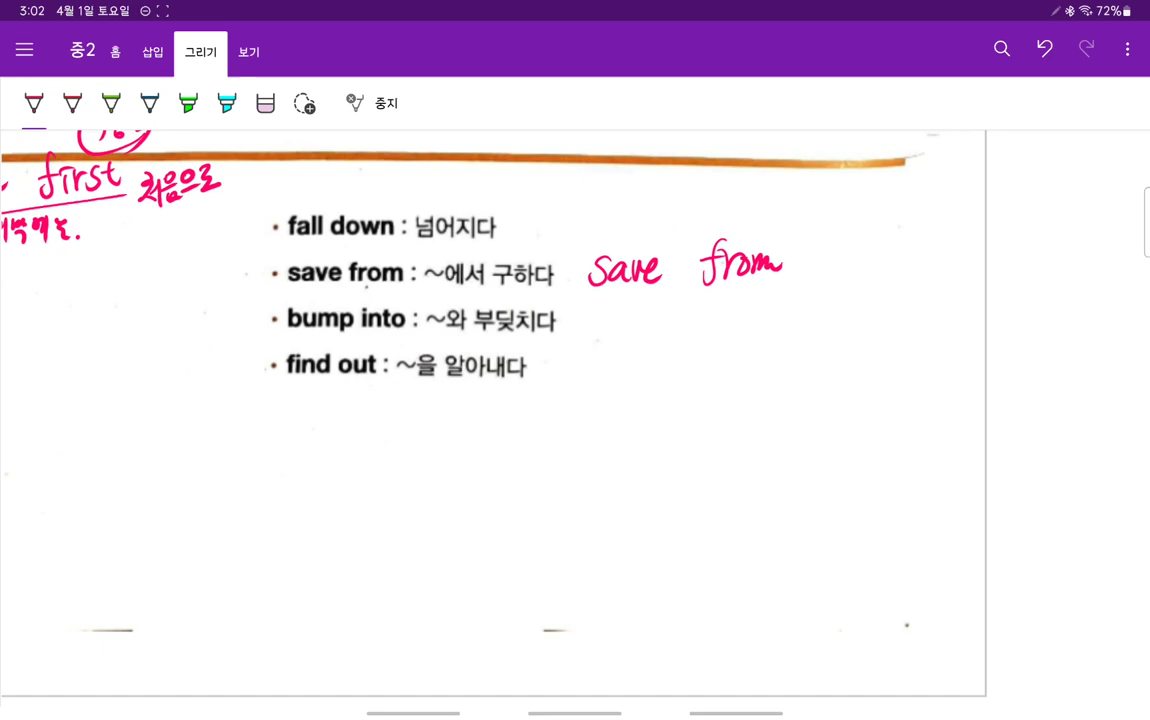 3:02 4월 1일 토요일 72%
중2 홈 삽입 그리기 보기
중지
first 처음으로
• fall down : 넘어지다
• save from : ~에서 구하다 save from
• bump into : ~와 부딪치다
• find out : ~을 알아내다